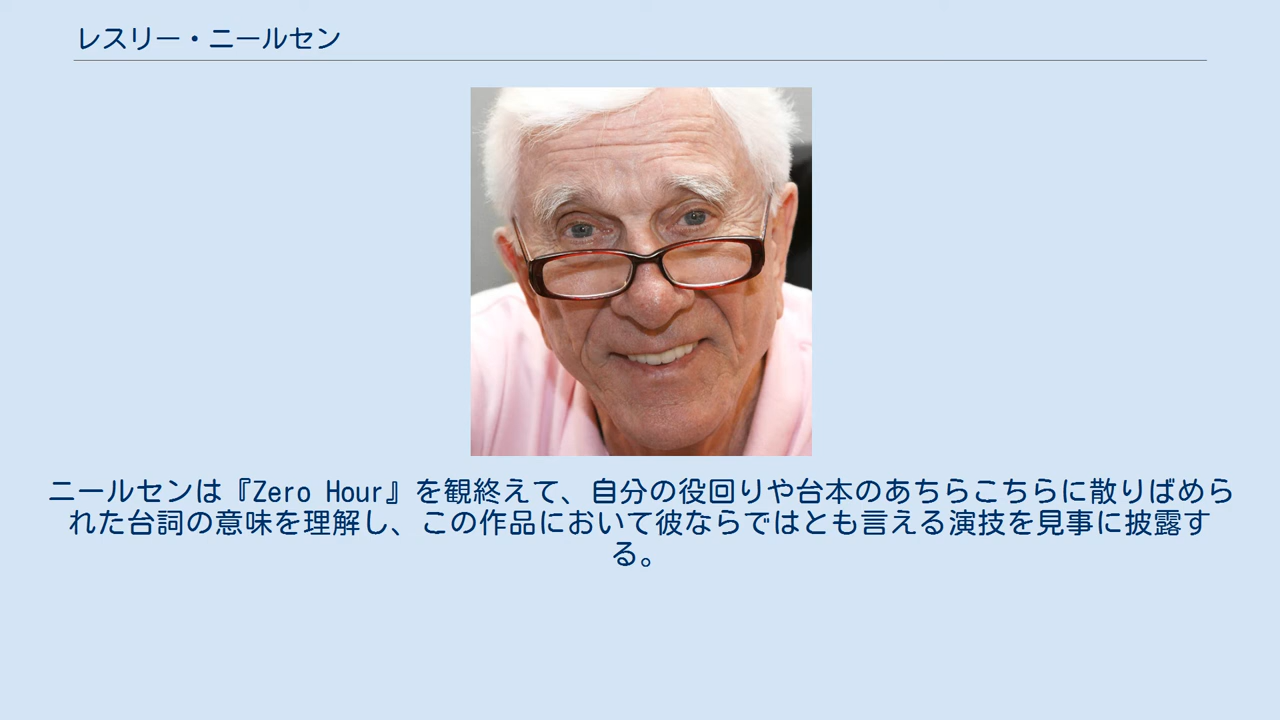 レスリー・ニールセン
ニールセンは『Zero Hour』を観終えて、自分の役回りや台本のあちらこちらに散りばめら
れた台詞の意味を理解し、この作品において彼ならではとも言える演技を見事に披露す
る。